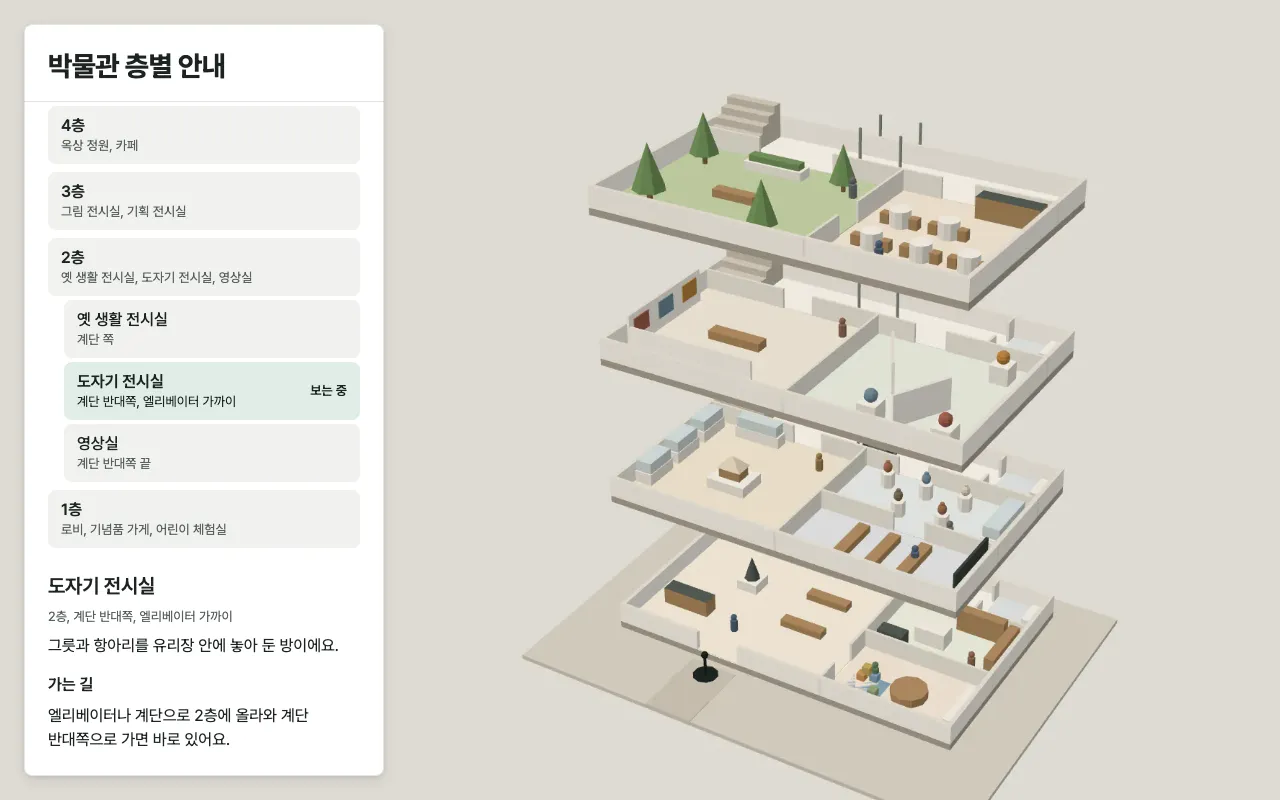 박물관 층별 안내
4층
옥상 정원, 카페
3층
그림 전시실, 기획 전시실
2층
옛 생활 전시실, 도자기 전시실, 영상실
옛 생활 전시실
계단 쪽
도자기 전시실
계단 반대쪽, 엘리베이터 가까이
보는 중
영상실
계단 반대쪽 끝
1층
로비, 기념품 가게, 어린이 체험실
도자기 전시실
2층, 계단 반대쪽, 엘리베이터 가까이
그릇과 항아리를 유리장 안에 놓아 둔 방이에요.
가는 길
엘리베이터나 계단으로 2층에 올라와 계단
반대쪽으로 가면 바로 있어요.